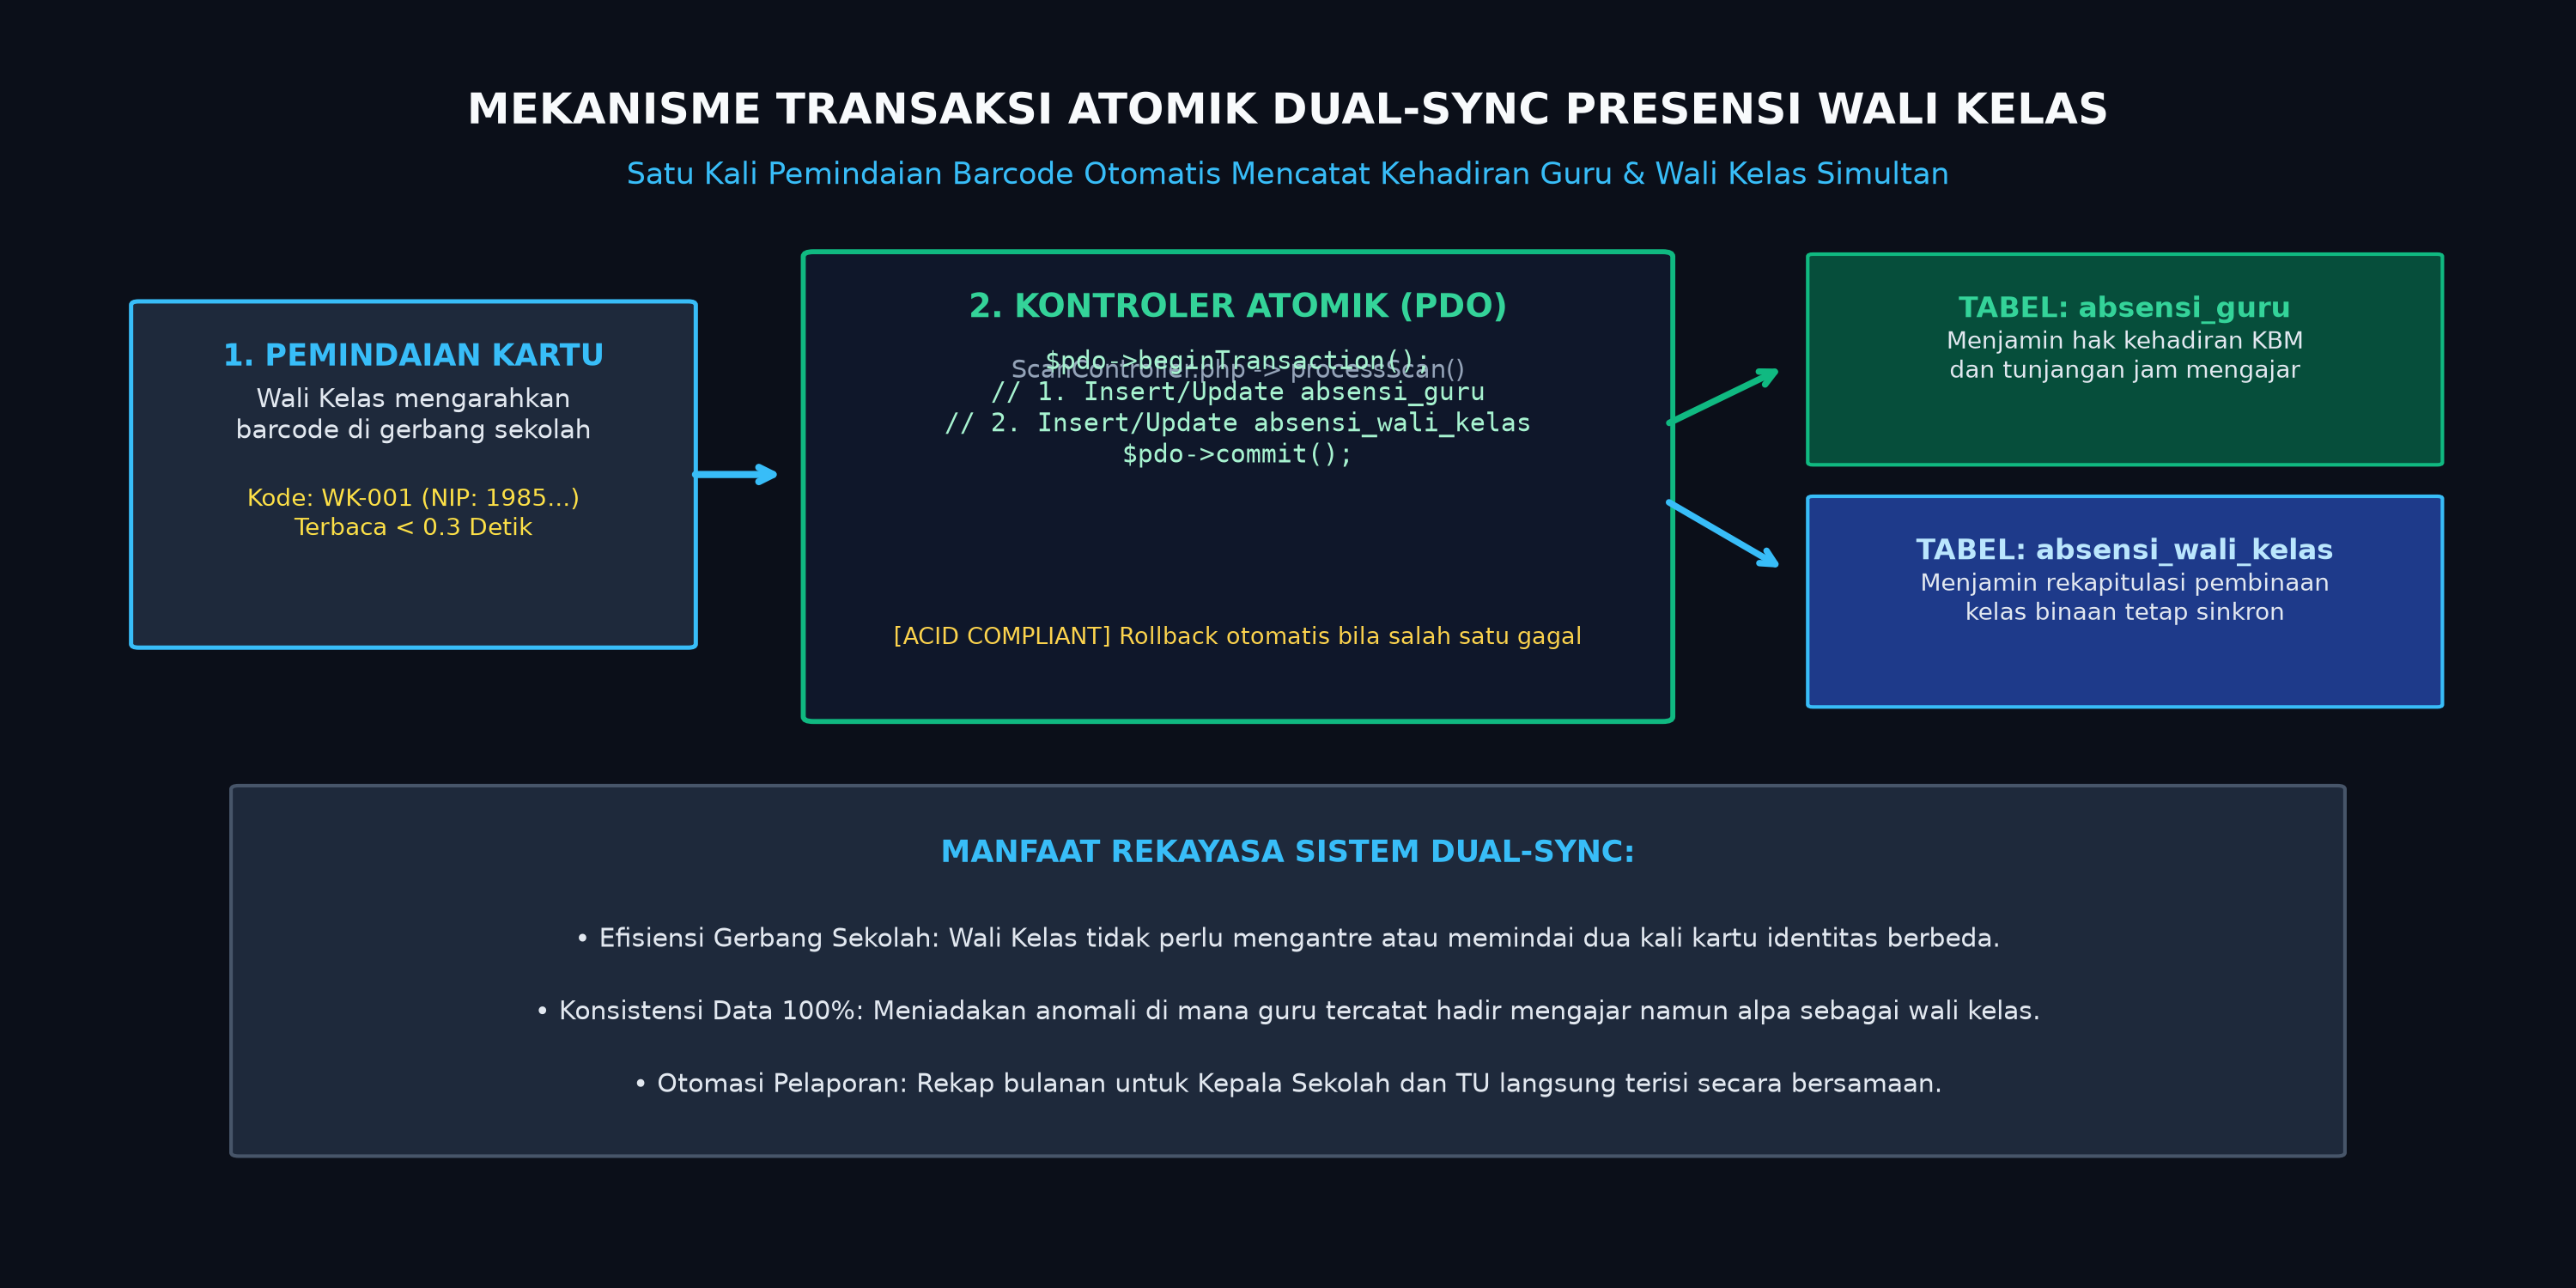 MEKANISME TRANSAKSI ATOMIK DUAL-SYNC PRESENSI WALI KELAS
Satu Kali Pemindaian Barcode Otomatis Mencatat Kehadiran Guru & Wali Kelas Simultan
1. PEMINDAIAN KARTU
Wali Kelas mengarahkan
barcode di gerbang sekolah
Kode: WK-001 (NIP: 1985...)
Terbaca < 0.3 Detik
2. KONTROLER ATOMIK (PDO)
ScanController.php -> processScan()
$pdo->beginTransaction();
// 1. Insert/Update absensi_guru
// 2. Insert/Update absensi_wali_kelas
$pdo->commit();
[ACID COMPLIANT] Rollback otomatis bila salah satu gagal
TABEL: absensi_guru
Menjamin hak kehadiran KBM
dan tunjangan jam mengajar
TABEL: absensi_wali_kelas
Menjamin rekapitulasi pembinaan
kelas binaan tetap sinkron
MANFAAT REKAYASA SISTEM DUAL-SYNC:
• Efisiensi Gerbang Sekolah: Wali Kelas tidak perlu mengantre atau memindai dua kali kartu identitas berbeda.
• Konsistensi Data 100%: Meniadakan anomali di mana guru tercatat hadir mengajar namun alpa sebagai wali kelas.
• Otomasi Pelaporan: Rekap bulanan untuk Kepala Sekolah dan TU langsung terisi secara bersamaan.